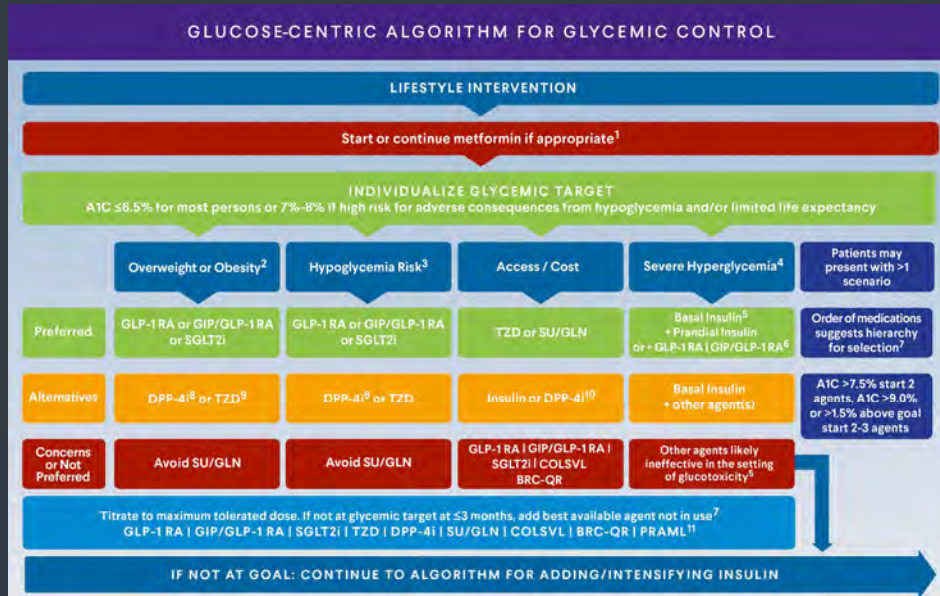 GLUCOSE-CENTRIC ALGORITHM FOR GLYCEMIC CONTROL
LIFESTYLE INTERVENTION
Start or continue metformin if appropriate¹
INDIVIDUALIZE GLYCEMIC TARGET
A1C ≤6.5% for most persons or 7%-8% if high risk for adverse consequences from hypoglycemia and/or limited life expectancy
Overweight or Obesity²
Hypoglycemia Risk³
Access / Cost
Severe Hyperglycemia⁴
Patients may
present with >1
scenario
Preferred
GLP-1 RA or GIP/GLP-1 RA
or SGLT2i
GLP-1 RA or GIP/GLP-1 RA
or SGLT2i
TZD or SU/GLN
Basal Insulin⁵
+ Prandial Insulin
or + GLP-1 RA | GIP/GLP-1 RA⁶
Order of medications
suggests hierarchy
for selection⁷
Alternatives
DPP-4i⁸ or TZD⁹
DPP-4i⁸ or TZD
Insulin or DPP-4i¹⁰
Basal Insulin
+ other agent(s)
A1C >7.5% start 2
agents, A1C >9.0%
or >1.5% above goal
start 2-3 agents
Concerns
or Not
Preferred
Avoid SU/GLN
Avoid SU/GLN
GLP-1 RA | GIP/GLP-1 RA |
SGLT2i | COLSVL
BRC-QR
Other agents likely
ineffective in the setting
of glucotoxicity⁵
Titrate to maximum tolerated dose. If not at glycemic target at ≤3 months, add best available agent not in use⁷
GLP-1 RA | GIP/GLP-1 RA | SGLT2i | TZD | DPP-4i | SU/GLN | COLSVL | BRC-QR | PRAML¹¹
IF NOT AT GOAL: CONTINUE TO ALGORITHM FOR ADDING/INTENSIFYING INSULIN